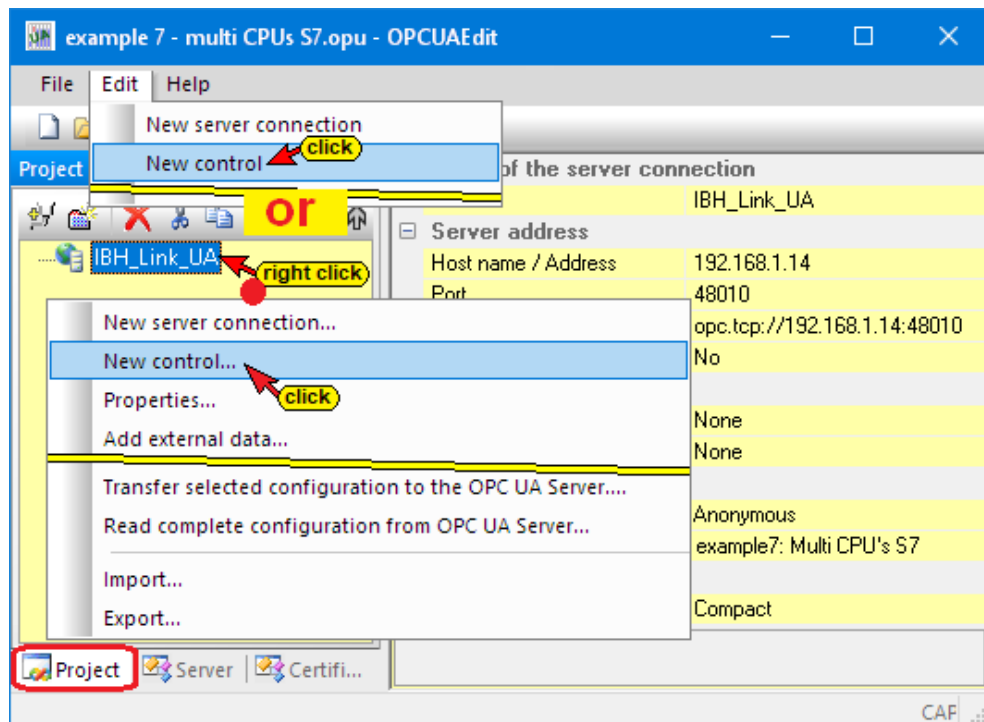 example 7 - multi CPUs S7.opu - OPCUAEdit
File Edit Help
New server connection
New control
click
Project
of the server connection
or
IBH_Link_UA
Server address
IBH_Link_UA
right click
Host name / Address 192.168.1.14
Port 48010
New server connection...
opc.tcp://192.168.1.14:48010
New control...
No
click
Properties...
None
Add external data...
None
Transfer selected configuration to the OPC UA Server....
Anonymous
Read complete configuration from OPC UA Server...
example7: Multi CPU's S7
Import...
Compact
Export...
Project Server Certifi...
CAF